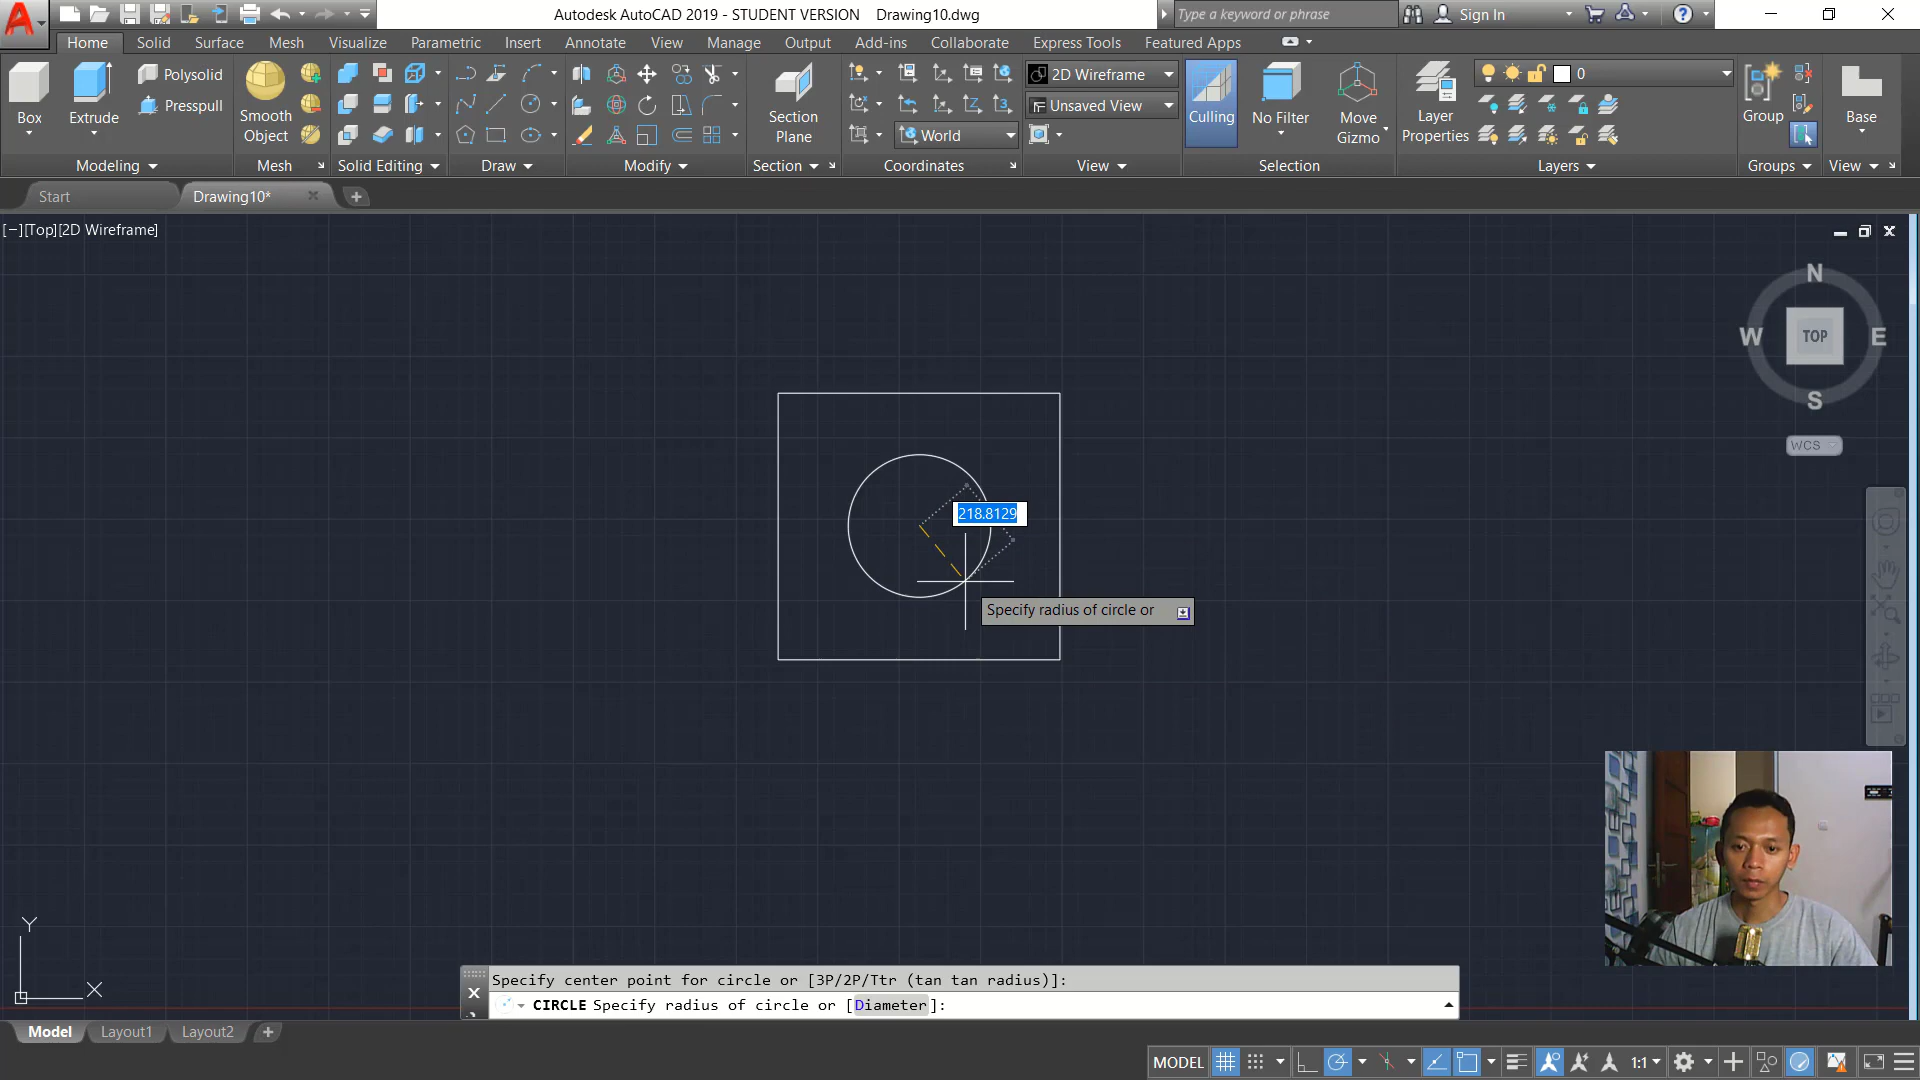 Autodesk AutoCAD 2019 - STUDENT VERSION Drawing10.dwg
Type a keyword or phrase
Sign In
Home Solid Surface Mesh Visualize Parametric Insert Annotate View Manage Output Add-ins Collaborate Express Tools Featured Apps
Box
Extrude
Polysolid
Presspull
Smooth
Object
Section
Plane
World
2D Wireframe
Unsaved View
Culling
No Filter
Move
Gizmo
Layer
Properties
0
Group
Base
Modeling Mesh Solid Editing Draw Modify Section Coordinates View Selection Layers Groups View
Start Drawing10*
[−][Top][2D Wireframe]
N
W TOP E
S
WCS
218.8129
Specify radius of circle or
Y
X
Specify center point for circle or [3P/2P/Ttr (tan tan radius)]:
CIRCLE Specify radius of circle or [Diameter]:
Model Layout1 Layout2
MODEL 1:1